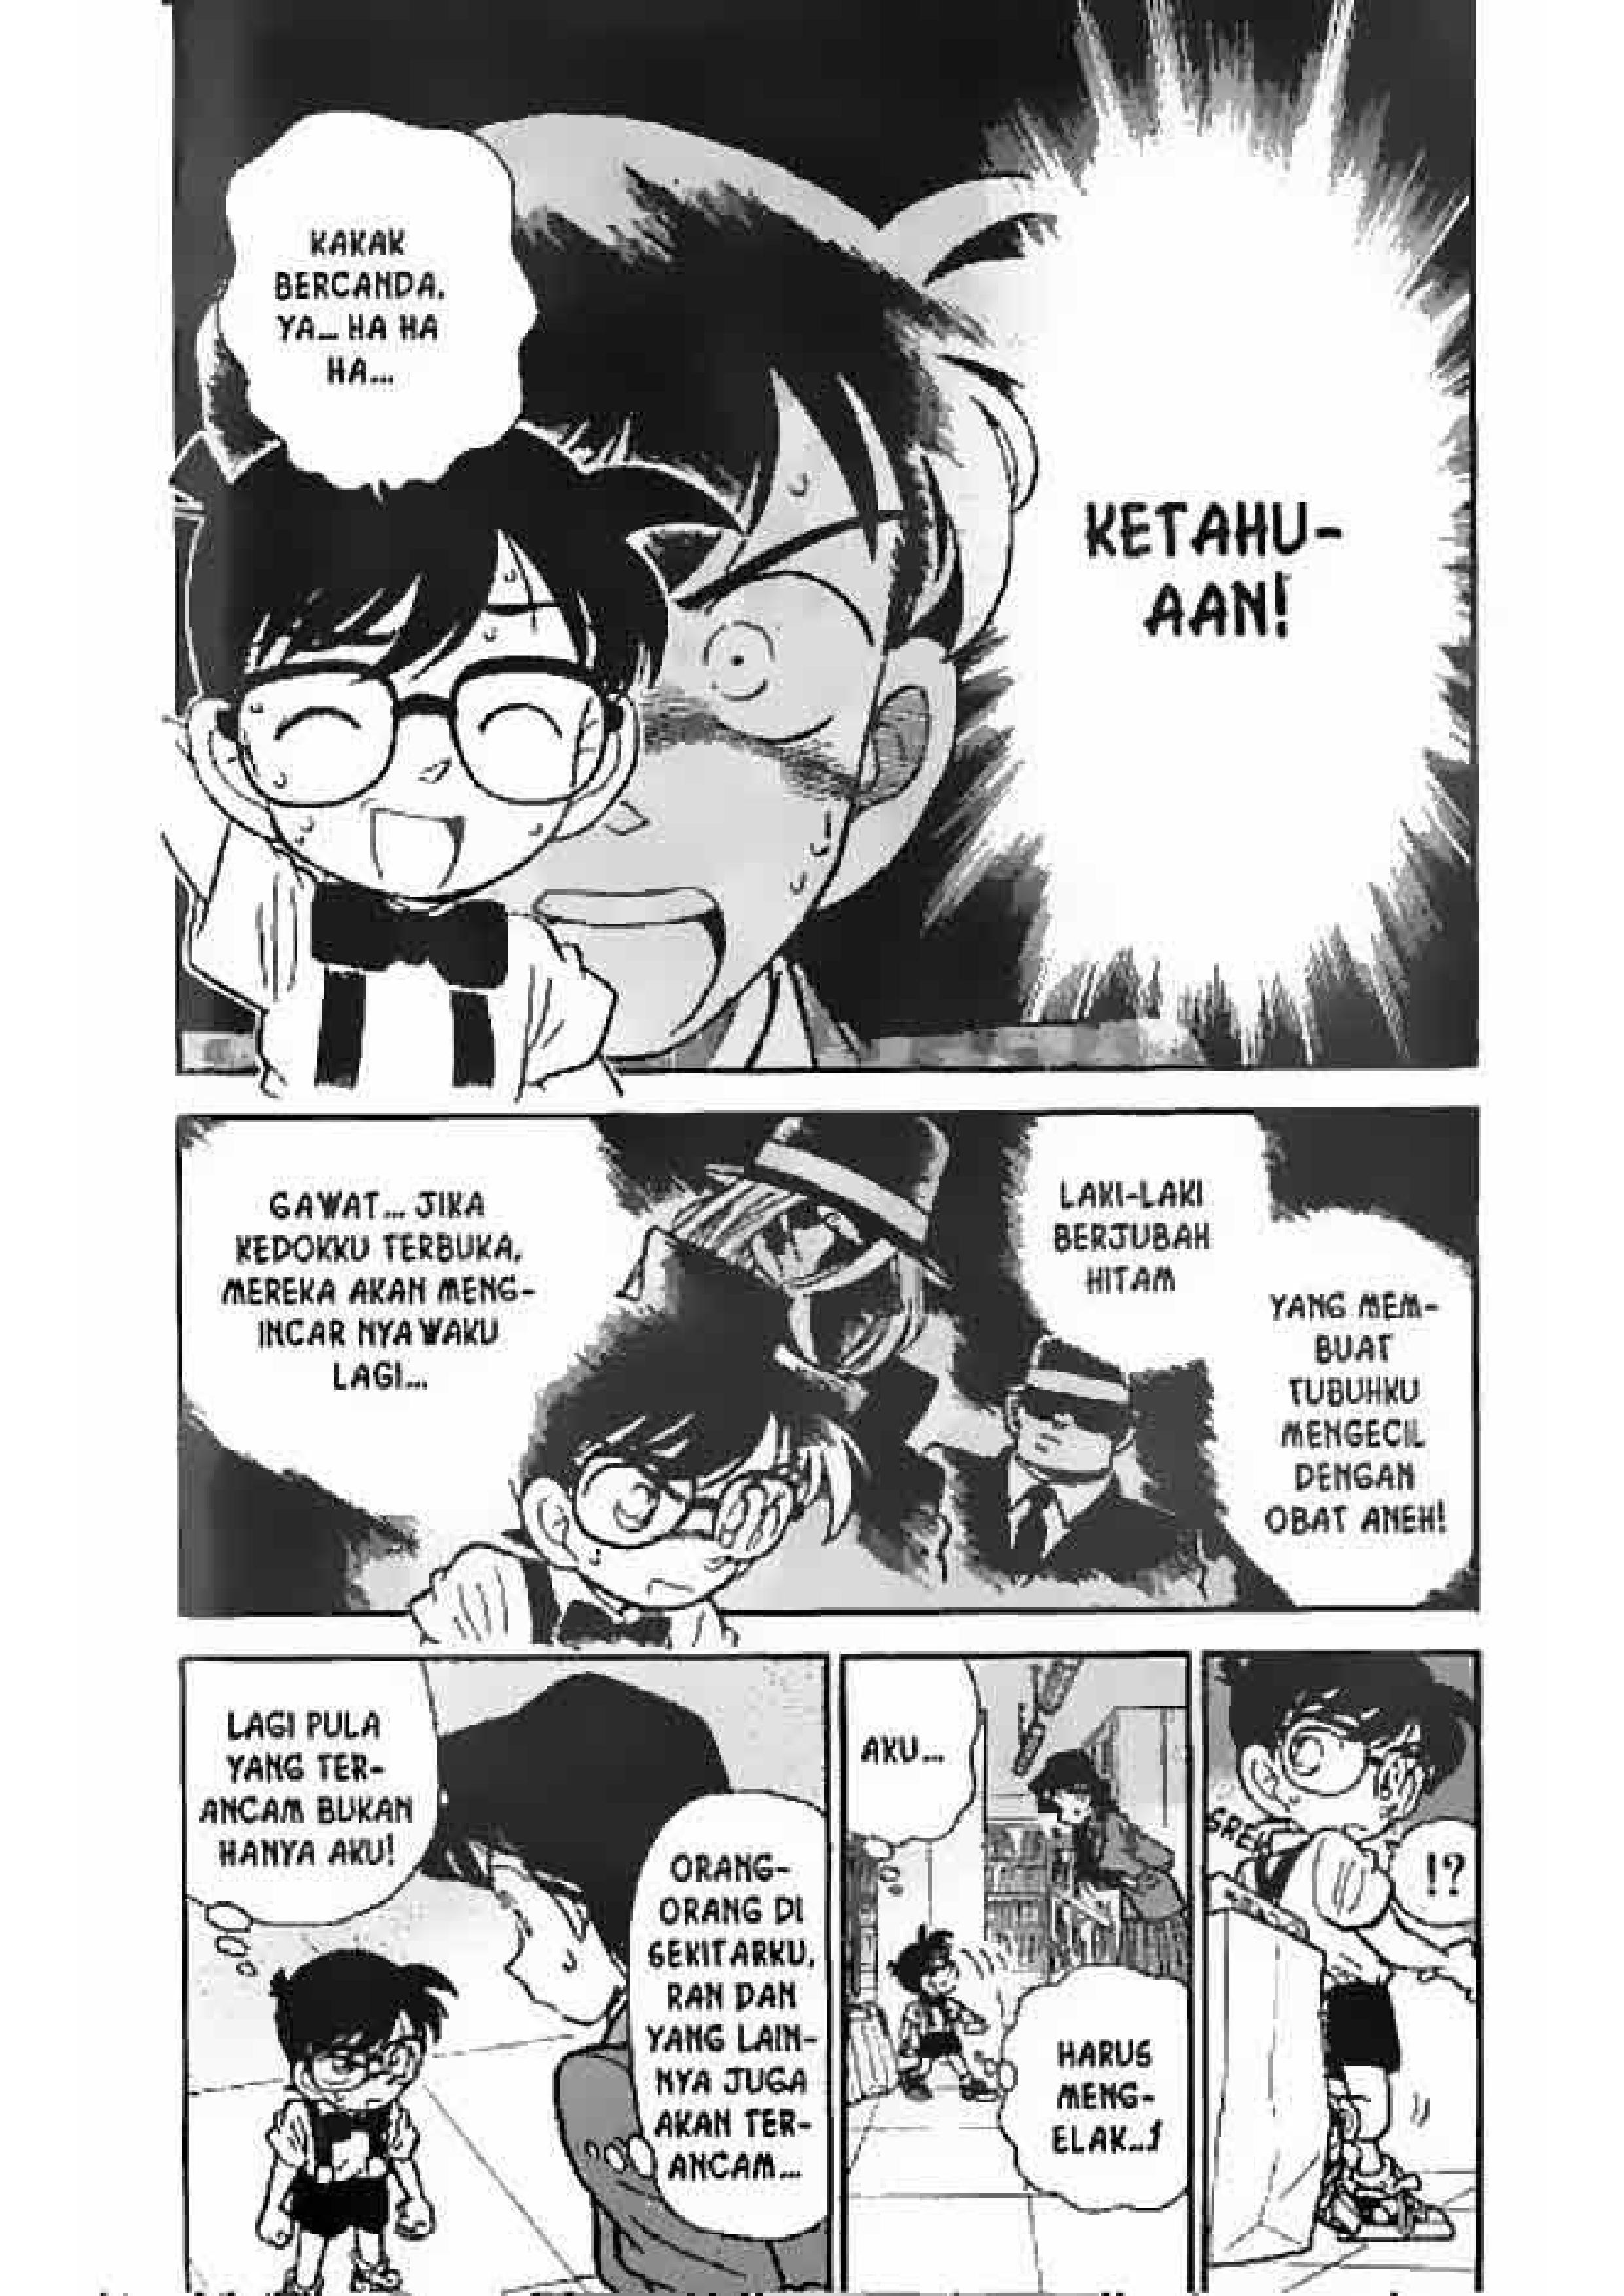 KETAHU-
AAN!
KAKAK
BERCANDA,
YA... HA HA
HA...
LAKI-LAKI
BERJUBAH
HITAM
YANG MEM-
BUAT
TUBUHKU
MENGECIL
DENGAN
OBAT ANEH!
GAWAT... JIKA
KEDOKKU TERBUKA,
MEREKA AKAN MENG-
INCAR NYAWAKU
LAGI...
SREK
!?
AKU...
HARUS
MENG-
ELAK...!
LAGI PULA
YANG TER-
ANCAM BUKAN
HANYA AKU!
ORANG-
ORANG DI
SEKITARKU,
RAN DAN
YANG LAIN-
NYA JUGA
AKAN TER-
ANCAM...